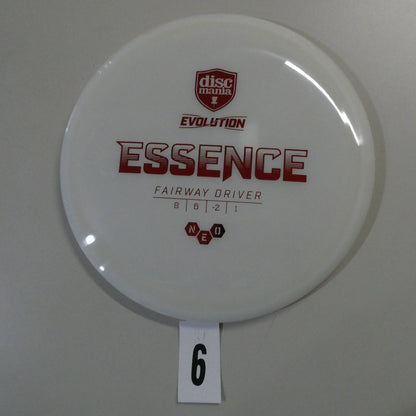 disc
mania
EVOLUTION
ESSENCE
FAIRWAY DRIVER
8 | 6 | -2 | 1
NEO
6